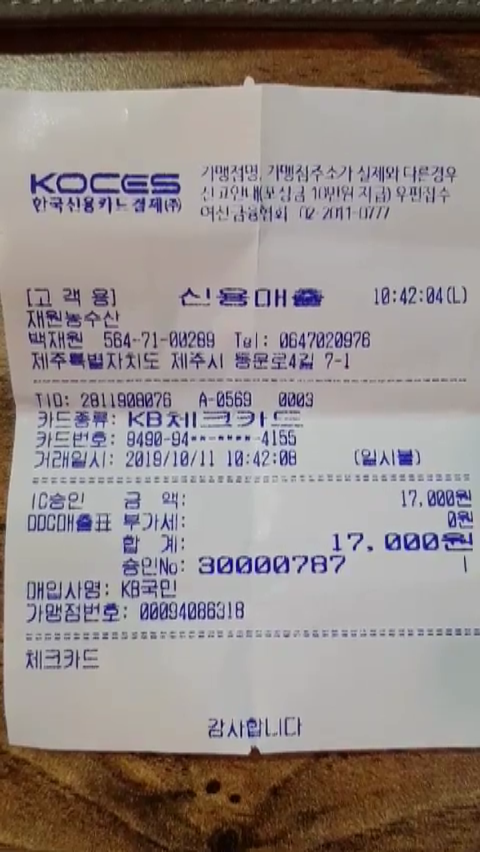 KOCES
한국신용카드결제(주)
가맹점명, 가맹점주소가 실제와 다른경우
신고안내(포상금 10만원 지급) 우편접수
여신금융협회 02-2011-0777
[고 객 용] 신용매출 10:42:04(L)
재원농수산
백재원 564-71-00289 Tel: 0647020976
제주특별자치도 제주시 동문로4길 7-1
TID: 2811908076 A-0569 0003
카드종류: KB체크카드
카드번호: 9490-94**-****-4155
거래일시: 2019/10/11 10:42:08 (일시불)
IC승인 금 액: 17,000원
DDC매출표 부가세: 0원
합 계: 17,000원
승인No: 30000787 1
매입사명: KB국민
가맹점번호: 00094086318
체크카드
감사합니다